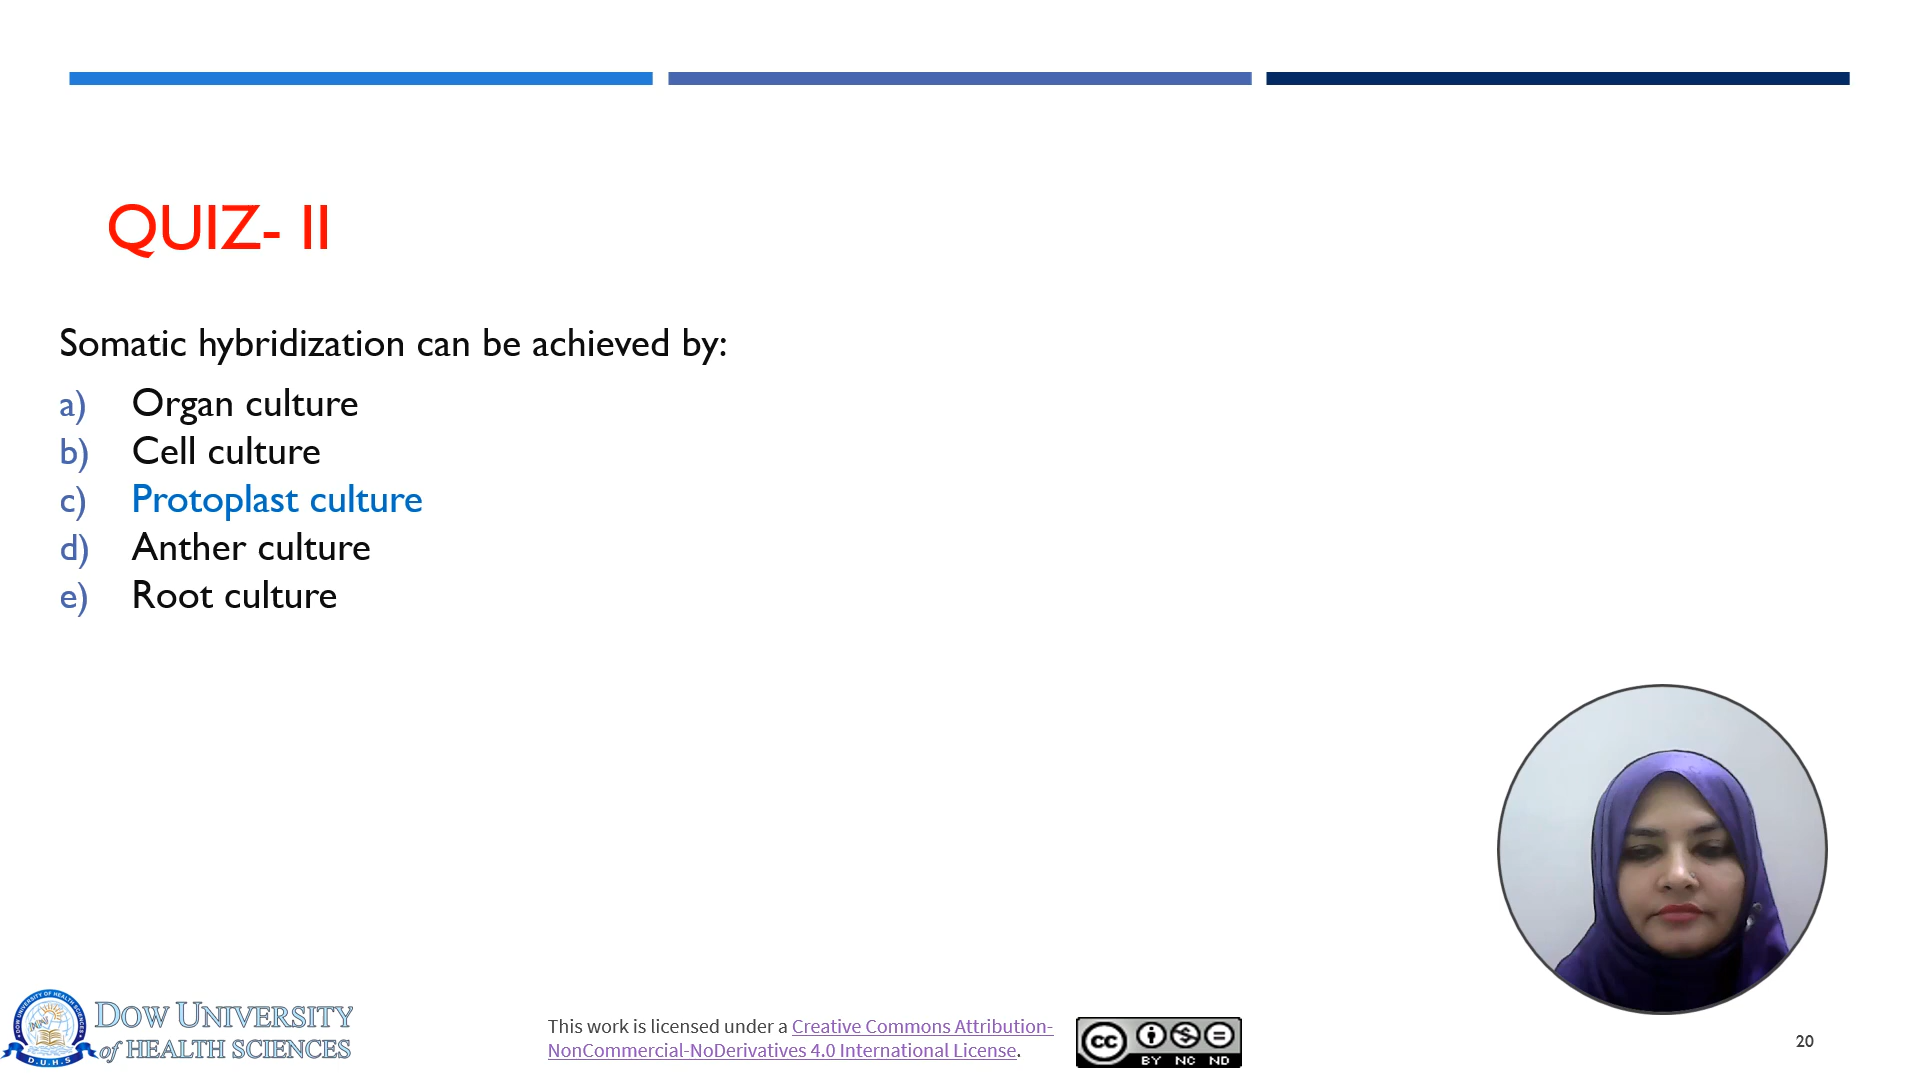 QUIZ- II
Somatic hybridization can be achieved by:
a) Organ culture
b) Cell culture
c) Protoplast culture
d) Anther culture
e) Root culture
DOW UNIVERSITY
of HEALTH SCIENCES
D.U.H.S
This work is licensed under a Creative Commons Attribution-
NonCommercial-NoDerivatives 4.0 International License.
cc
BY NC ND
20